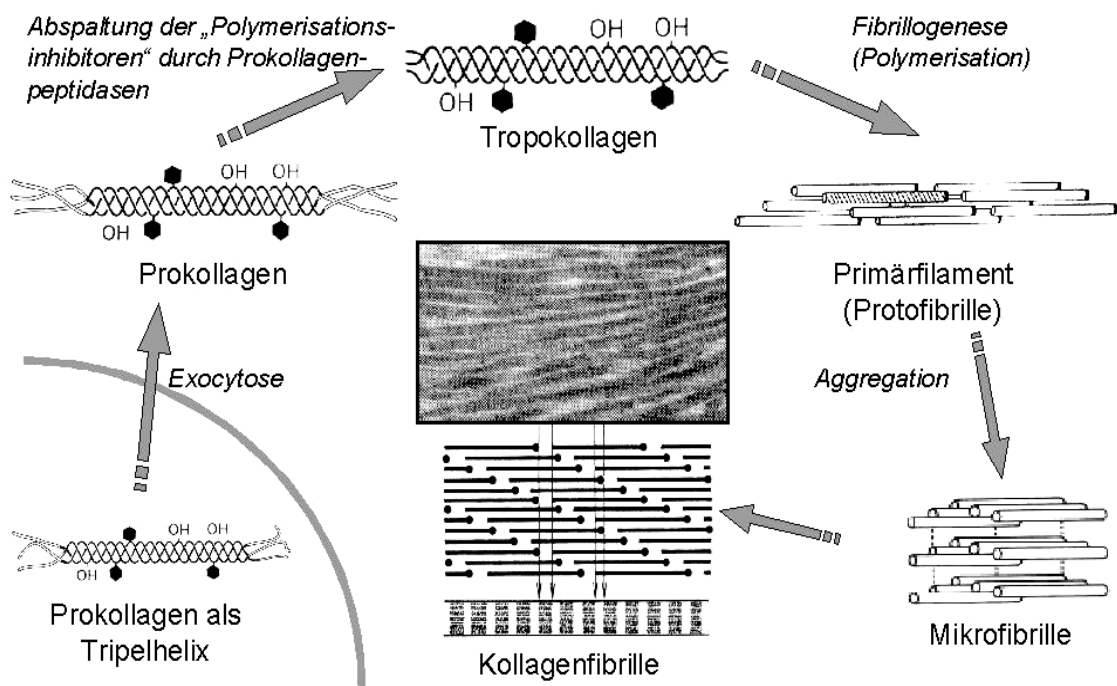 Abspaltung der „Polymerisations-
inhibitoren“ durch Prokollagen-
peptidasen
OH OH
OH
Tropokollagen
Fibrillogenese
(Polymerisation)
OH OH
OH
Prokollagen
Primärfilament
(Protofibrille)
Exocytose
Aggregation
OH OH
OH
Prokollagen als
Tripelhelix
Kollagenfibrille
Mikrofibrille